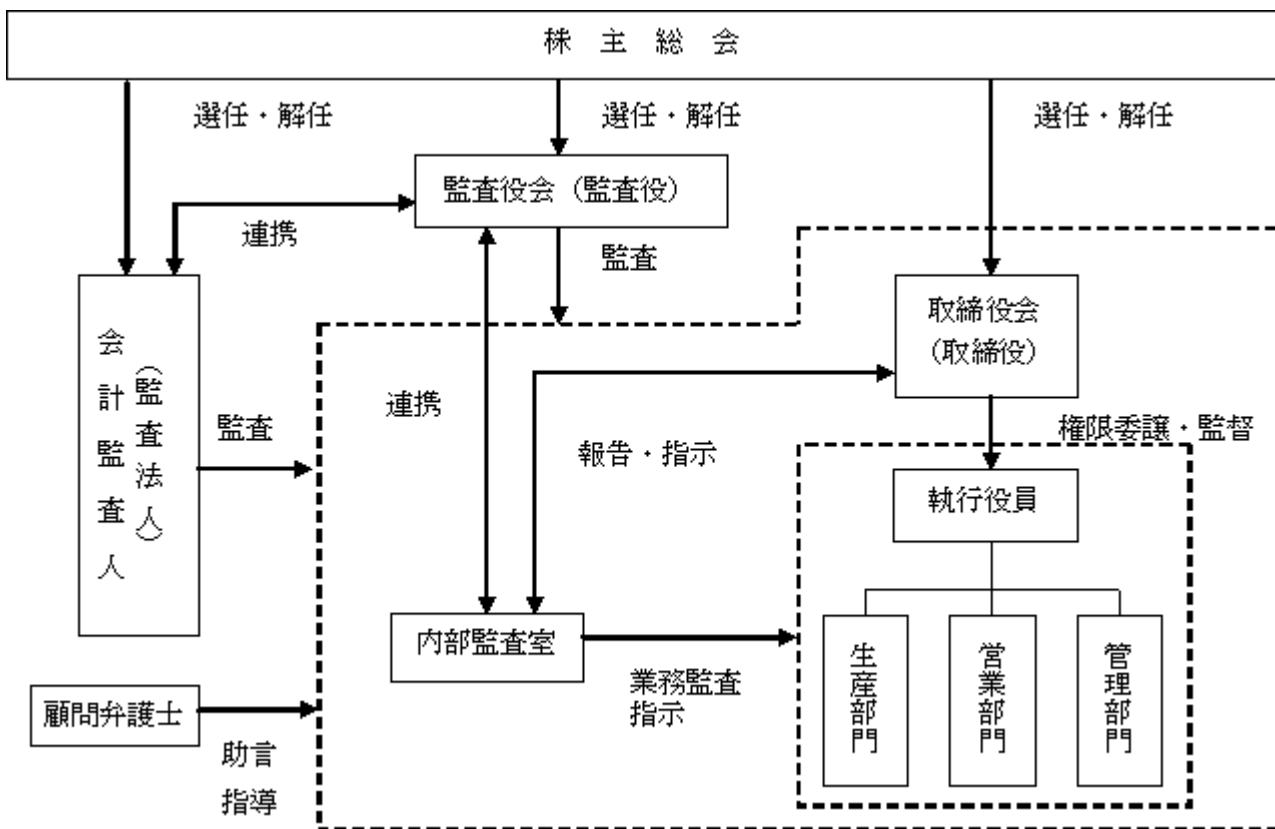 株主総会
選任・解任
選任・解任
選任・解任
監査役会（監査役）
連携
監査
取締役会
（取締役）
会計監査人
（監査法人）
監査
連携
報告・指示
権限委譲・監督
執行役員
内部監査室
業務監査
指示
生産部門
営業部門
管理部門
顧問弁護士
助言
指導